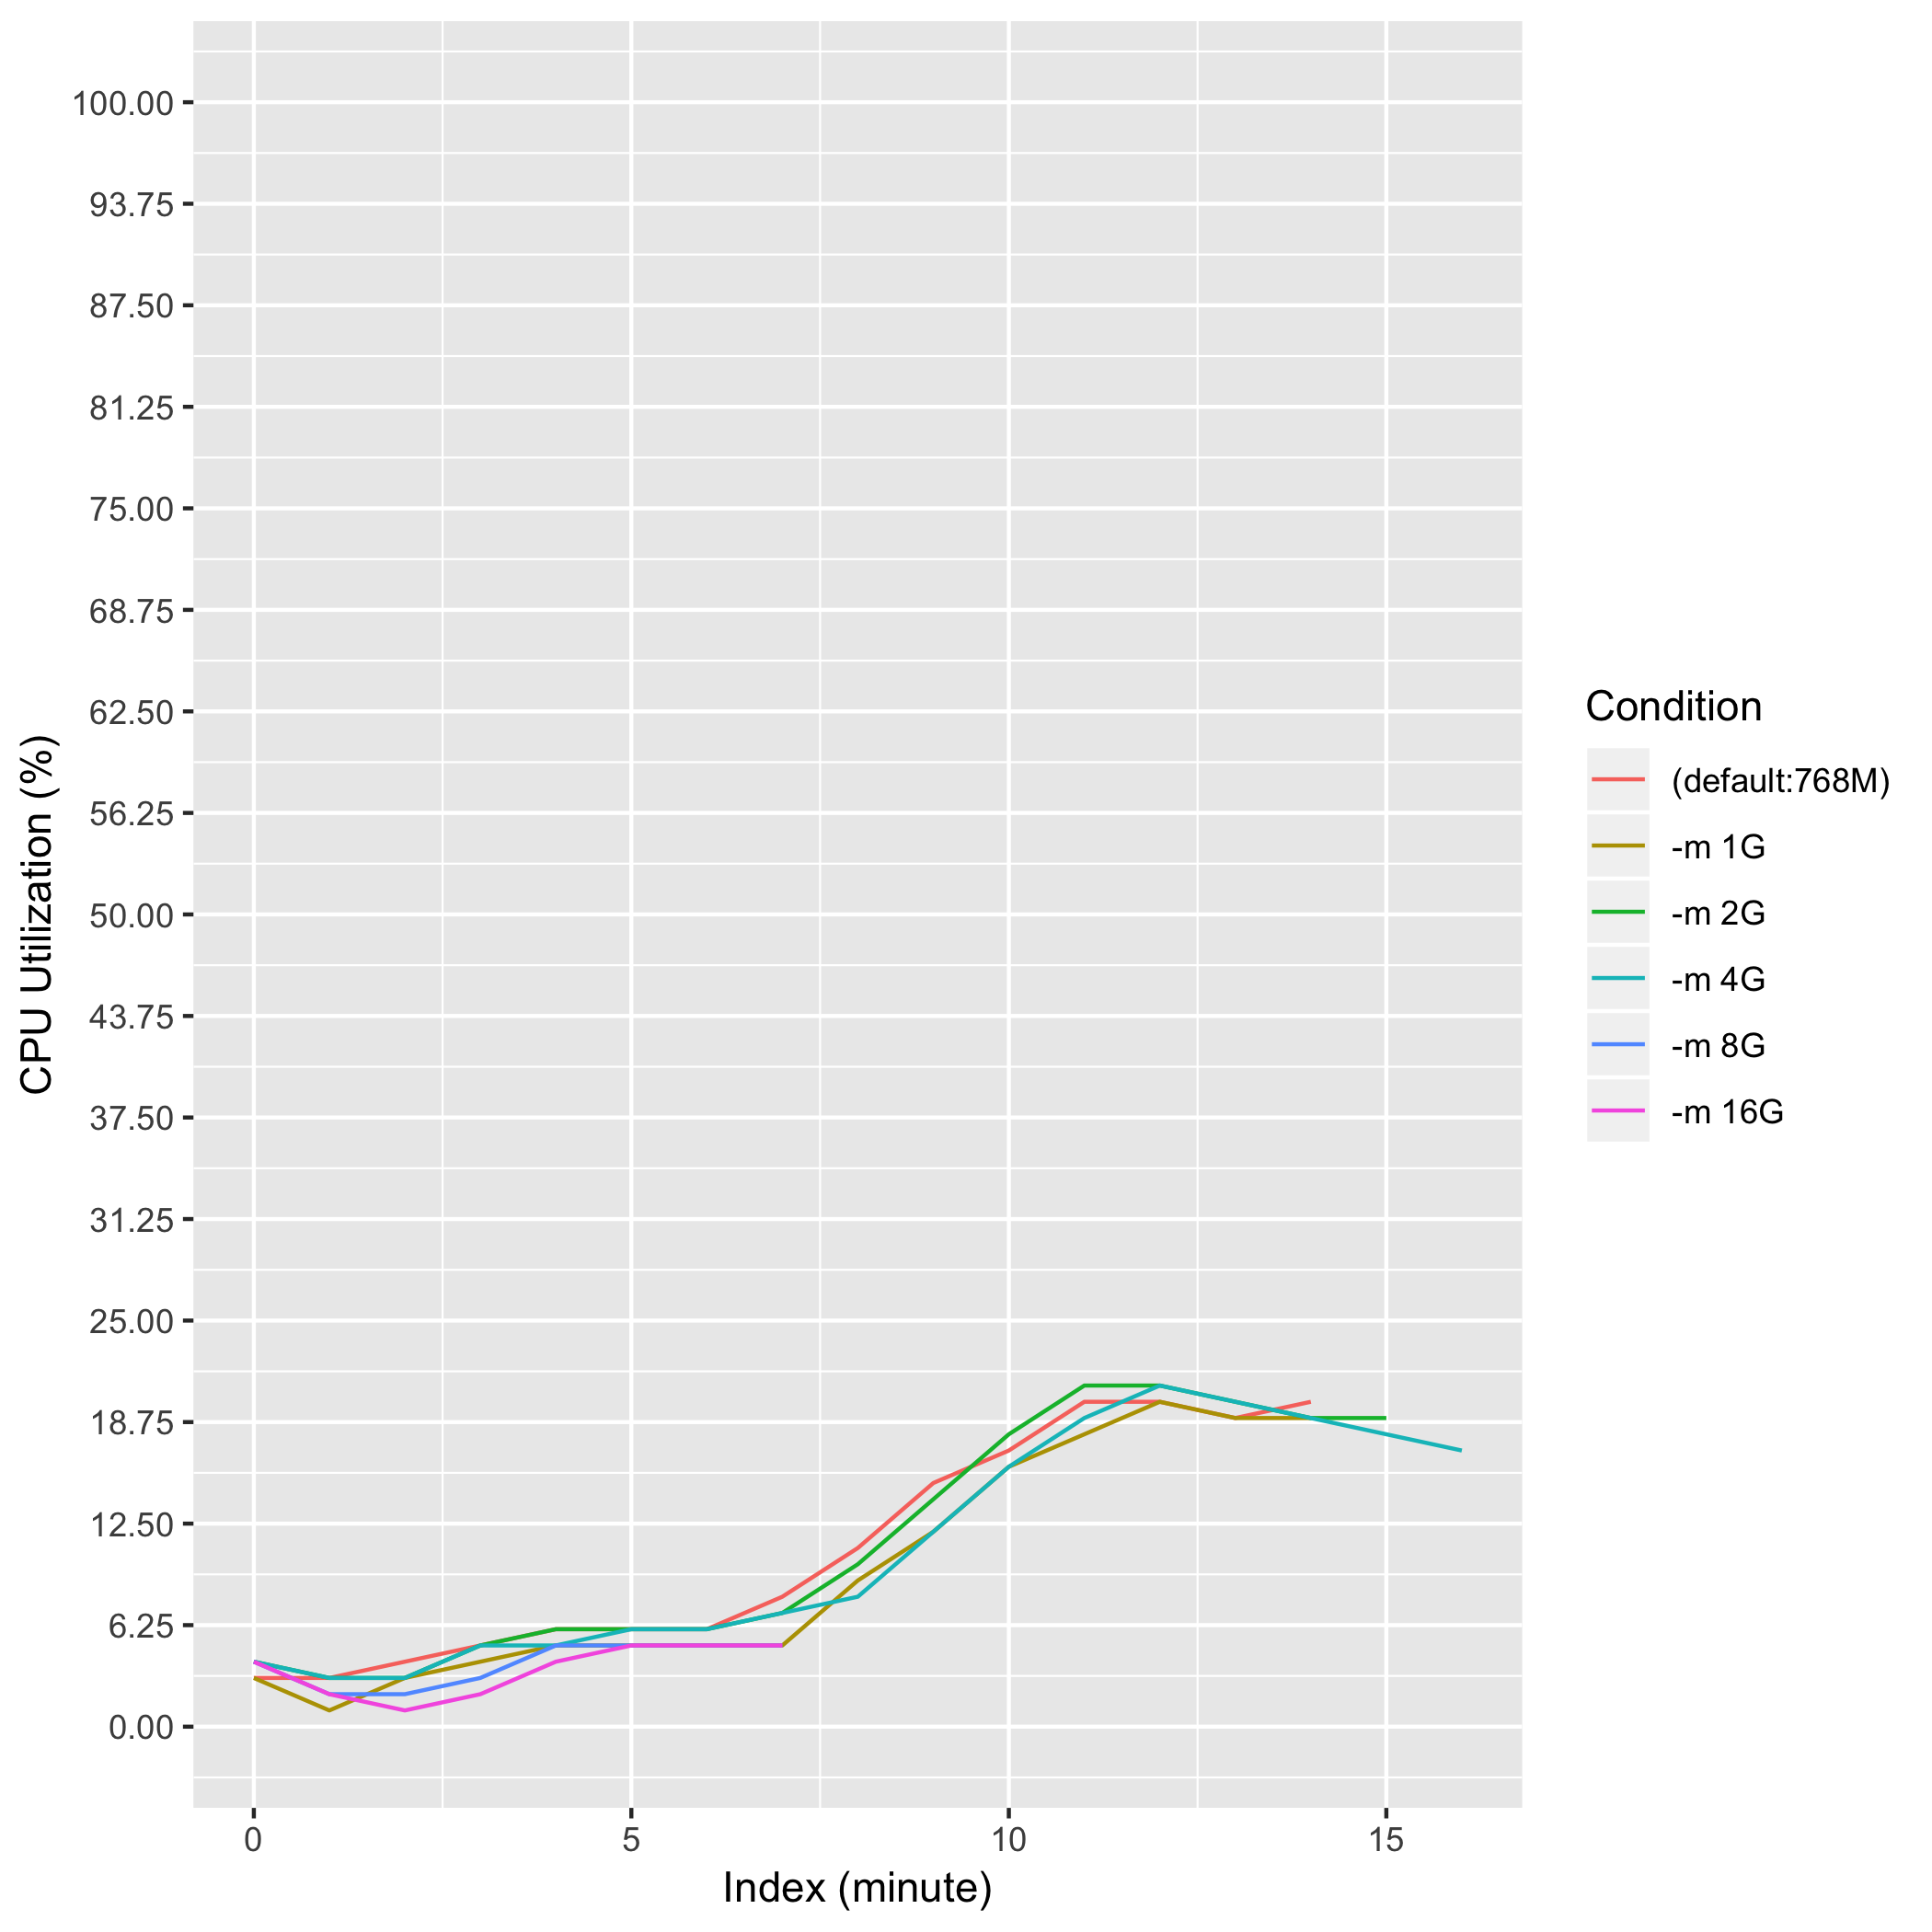 100.00
93.75
87.50
81.25
75.00
68.75
62.50
56.25
50.00
43.75
37.50
31.25
25.00
18.75
12.50
6.25
0.00
CPU Utilization (%)
0 5 10 15
Index (minute)
Condition
(default:768M)
-m 1G
-m 2G
-m 4G
-m 8G
-m 16G